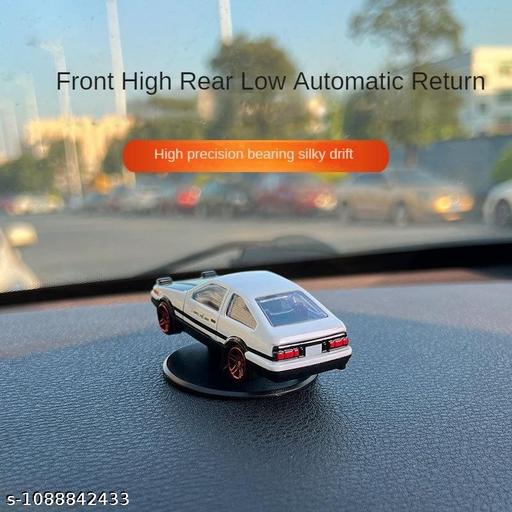 Front High Rear Low Automatic Return
High precision bearing silky drift
s-1088842433